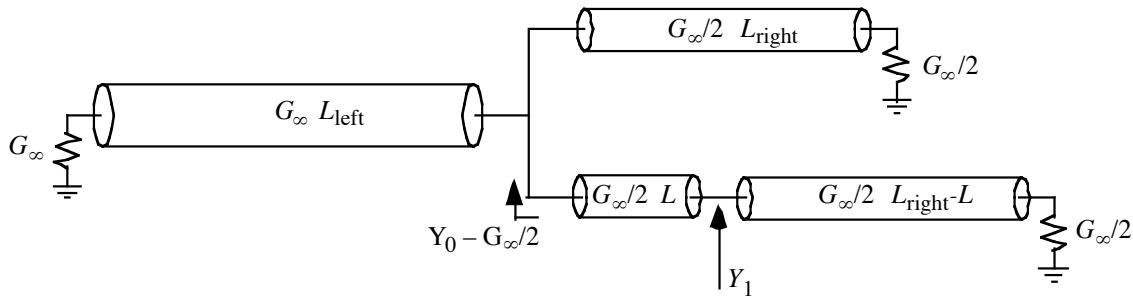 G∞/2 Lright
G∞/2
G∞ Lleft
G∞
G∞/2 L
G∞/2 Lright-L
G∞/2
Y0 – G∞/2
Y1